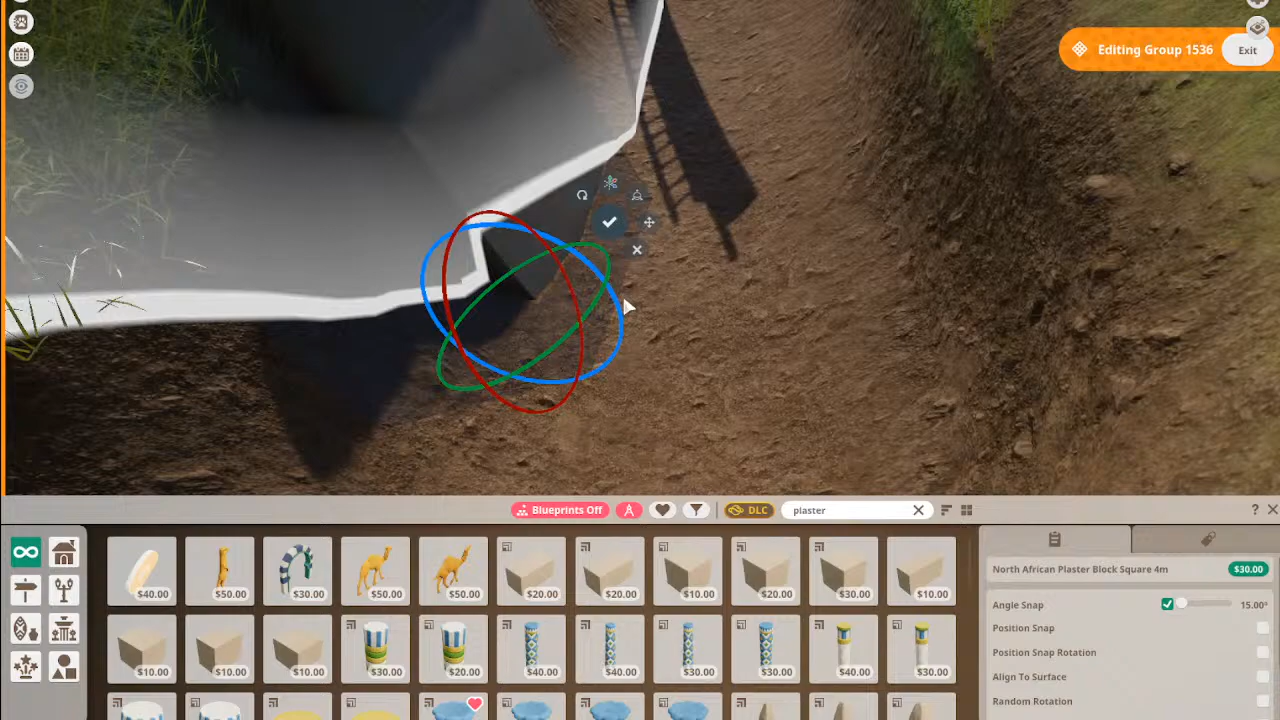 Editing Group 1536
Exit
Blueprints Off
DLC
plaster
?
North African Plaster Block Square 4m
$30.00
$40.00
$50.00
$30.00
$50.00
$50.00
$20.00
$20.00
$10.00
$20.00
$30.00
$10.00
Angle Snap
15.00°
Position Snap
$10.00
$10.00
$10.00
$30.00
$20.00
$40.00
$40.00
$30.00
$30.00
$40.00
$30.00
Position Snap Rotation
Align To Surface
Random Rotation